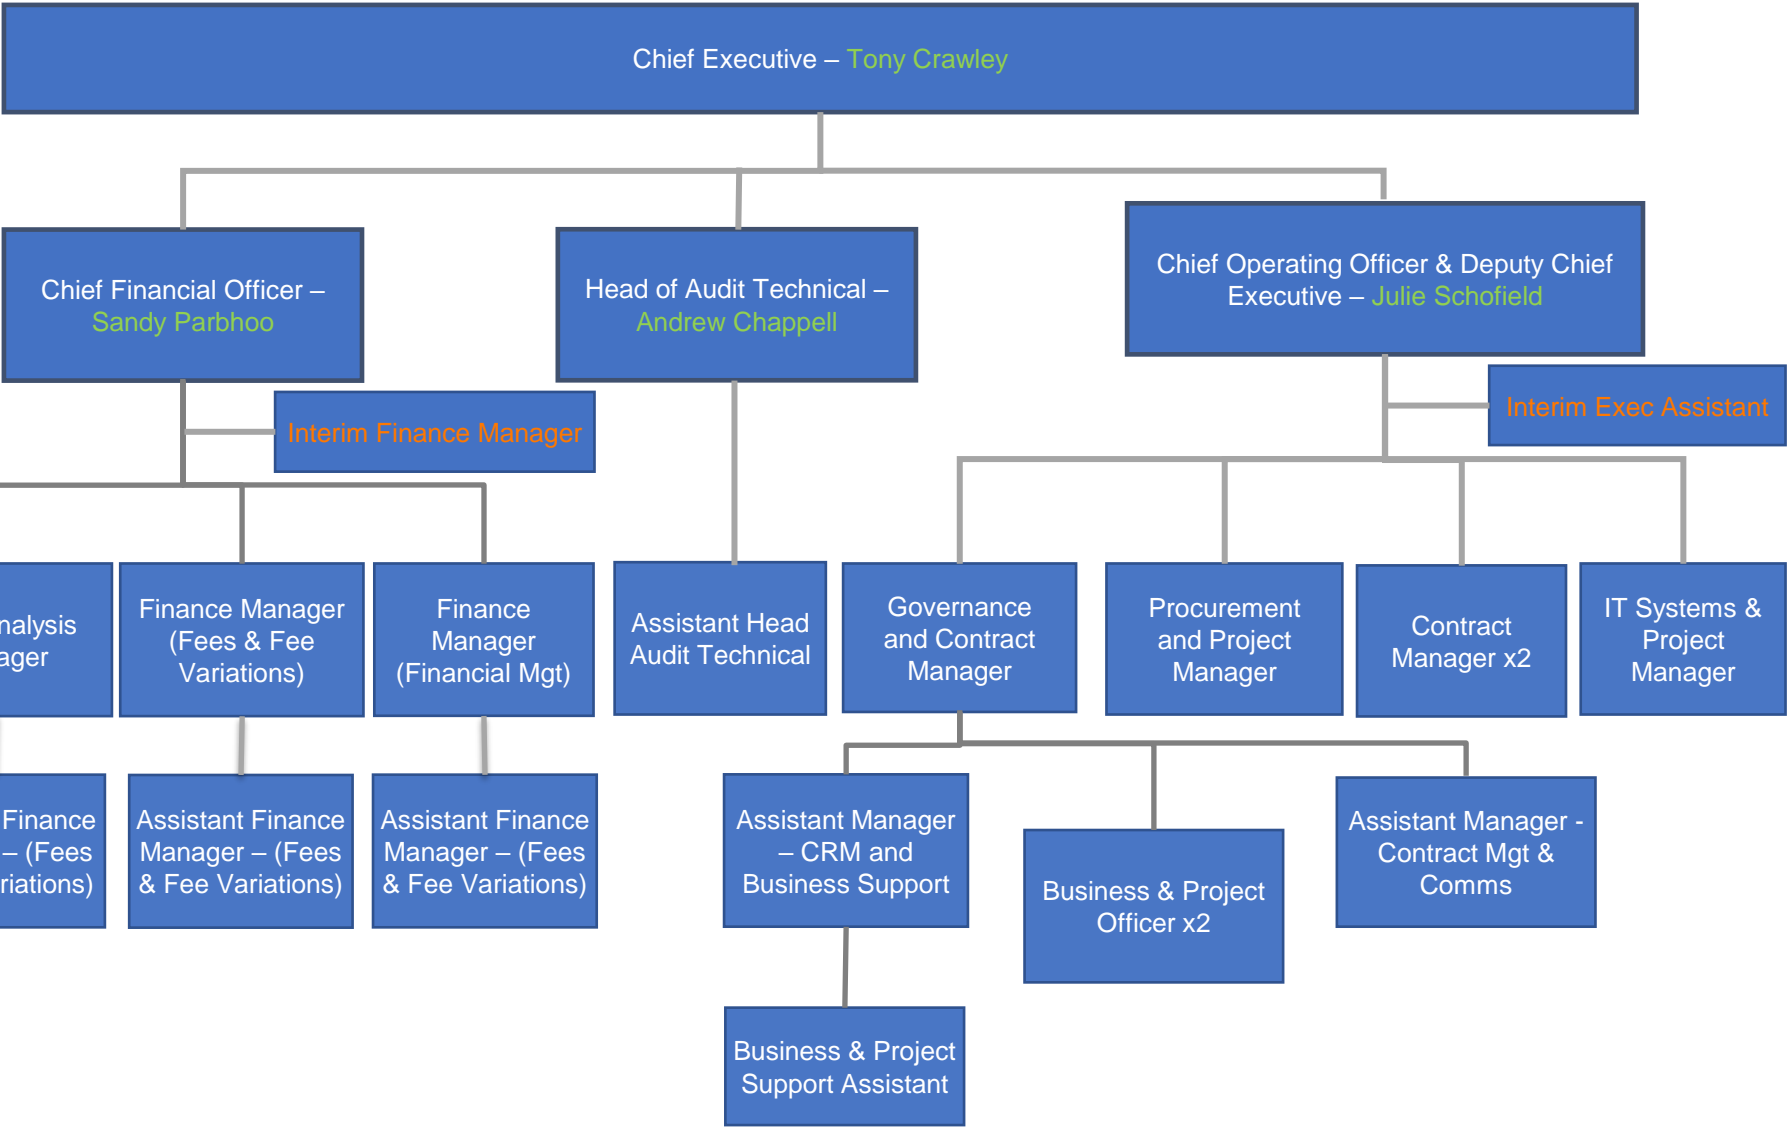 Chief Executive – Tony Crawley
Chief Financial Officer –
Sandy Parbhoo
Head of Audit Technical –
Andrew Chappell
Chief Operating Officer & Deputy Chief
Executive – Julie Schofield
Interim Finance Manager
Interim Exec Assistant
Finance Manager
(Fees & Fee
Variations)
Finance
Manager
(Financial Mgt)
Assistant Head
Audit Technical
Governance
and Contract
Manager
Procurement
and Project
Manager
Contract
Manager x2
IT Systems &
Project
Manager
Finance
– (Fees
Assistant Finance
Manager – (Fees
& Fee Variations)
Assistant Finance
Manager – (Fees
& Fee Variations)
Assistant Manager
– CRM and
Business Support
Business & Project
Officer x2
Assistant Manager -
Contract Mgt &
Comms
Business & Project
Support Assistant